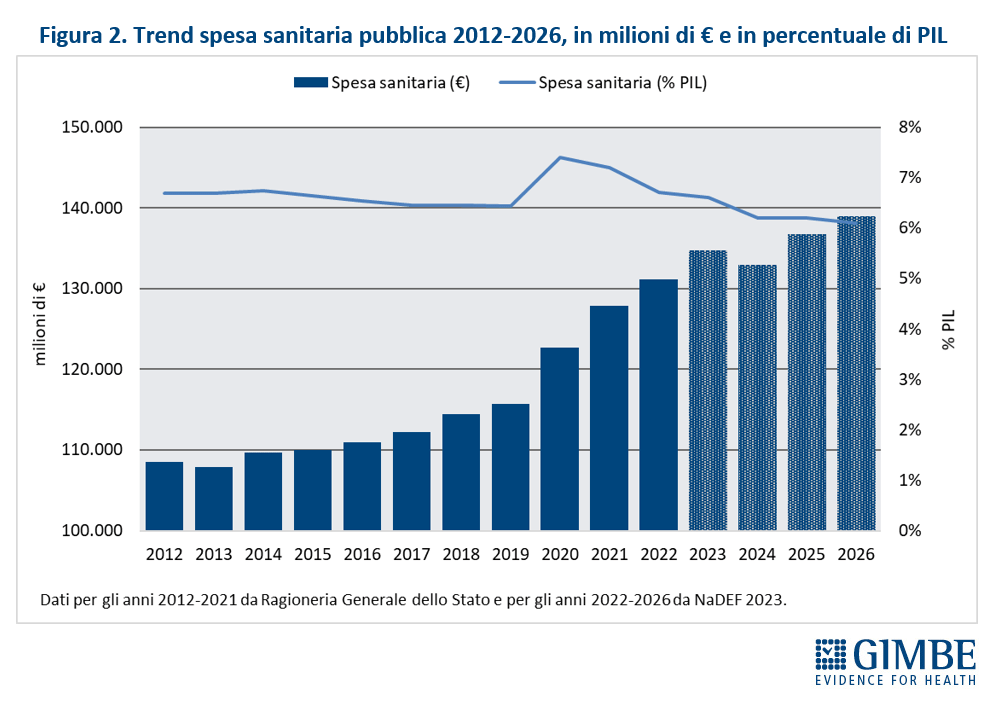 Figura 2. Trend spesa sanitaria pubblica 2012-2026, in milioni di € e in percentuale di PIL
Spesa sanitaria (€) Spesa sanitaria (% PIL)
150.000
140.000
130.000
120.000
110.000
100.000
milioni di €
8%
7%
6%
5%
4%
3%
2%
1%
0%
% PIL
2012 2013 2014 2015 2016 2017 2018 2019 2020 2021 2022 2023 2024 2025 2026
Dati per gli anni 2012-2021 da Ragioneria Generale dello Stato e per gli anni 2022-2026 da NaDEF 2023.
GIMBE
EVIDENCE FOR HEALTH